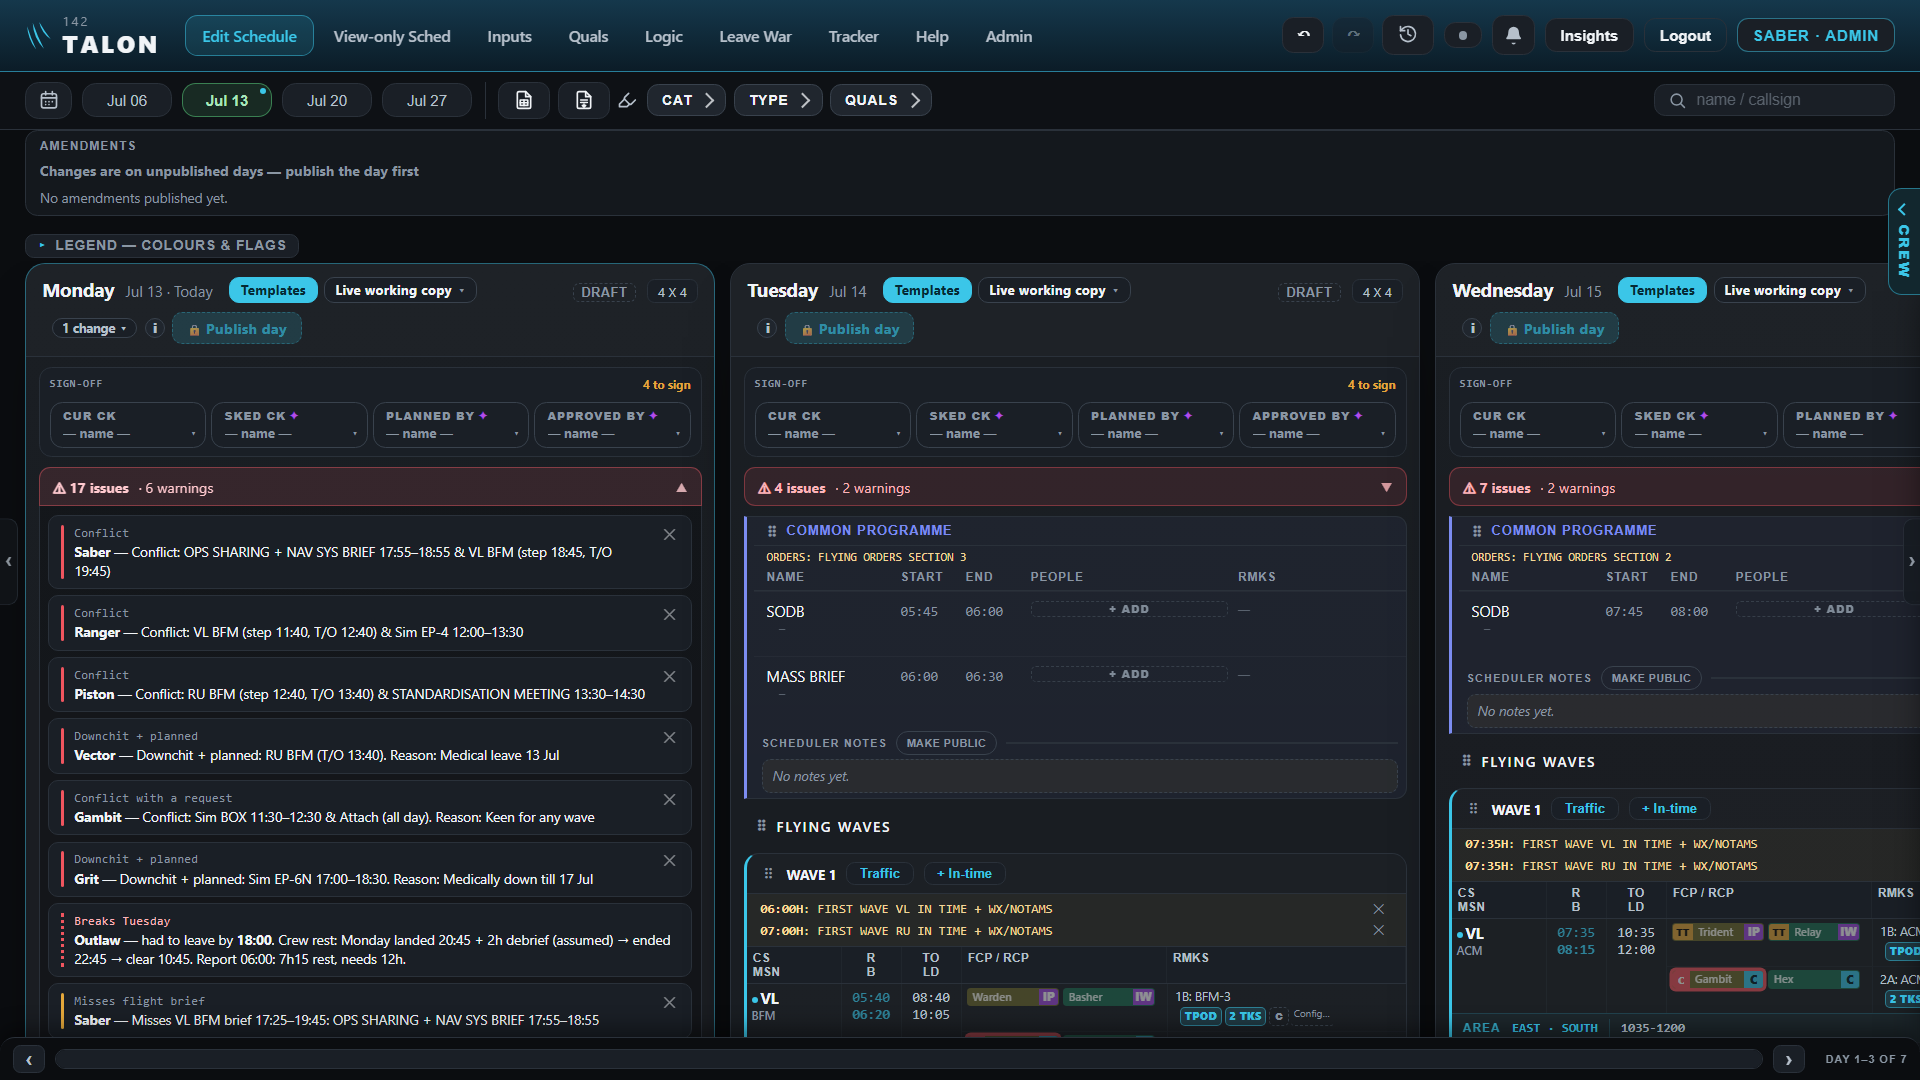 142
TALON
Edit Schedule
View-only Sched
Inputs
Quals
Logic
Leave War
Tracker
Help
Admin
Insights
Logout
SABER · ADMIN
Jul 06
Jul 13
Jul 20
Jul 27
CAT
TYPE
QUALS
name / callsign
AMENDMENTS
Changes are on unpublished days — publish the day first
No amendments published yet.
LEGEND — COLOURS & FLAGS
CREW
Monday Jul 13 · Today
Templates
Live working copy
DRAFT
4 X 4
1 change
i
Publish day
SIGN-OFF
4 to sign
CUR CK
— name —
SKED CK
— name —
PLANNED BY
— name —
APPROVED BY
— name —
17 issues · 6 warnings
Conflict
Saber — Conflict: OPS SHARING + NAV SYS BRIEF 17:55–18:55 & VL BFM (step 18:45, T/O
19:45)
Conflict
Ranger — Conflict: VL BFM (step 11:40, T/O 12:40) & Sim EP-4 12:00–13:30
Conflict
Piston — Conflict: RU BFM (step 12:40, T/O 13:40) & STANDARDISATION MEETING 13:30–14:30
Downchit + planned
Vector — Downchit + planned: RU BFM (T/O 13:40). Reason: Medical leave 13 Jul
Conflict with a request
Gambit — Conflict: Sim BOX 11:30–12:30 & Attach (all day). Reason: Keen for any wave
Downchit + planned
Grit — Downchit + planned: Sim EP-6N 17:00–18:30. Reason: Medically down till 17 Jul
Breaks Tuesday
Outlaw — had to leave by 18:00. Crew rest: Monday landed 20:45 + 2h debrief (assumed) → ended
22:45 → clear 10:45. Report 06:00: 7h15 rest, needs 12h.
Misses flight brief
Saber — Misses VL BFM brief 17:25–19:45: OPS SHARING + NAV SYS BRIEF 17:55–18:55
Tuesday Jul 14
Templates
Live working copy
DRAFT
4 X 4
i
Publish day
SIGN-OFF
4 to sign
CUR CK
— name —
SKED CK
— name —
PLANNED BY
— name —
APPROVED BY
— name —
4 issues · 2 warnings
COMMON PROGRAMME
ORDERS: FLYING ORDERS SECTION 3
NAME START END PEOPLE RMKS
SODB 05:45 06:00 + ADD —
—
MASS BRIEF 06:00 06:30 + ADD —
—
SCHEDULER NOTES
MAKE PUBLIC
No notes yet.
FLYING WAVES
WAVE 1
Traffic
+ In-time
06:00H: FIRST WAVE VL IN TIME + WX/NOTAMS
07:00H: FIRST WAVE RU IN TIME + WX/NOTAMS
CS R TO FCP / RCP RMKS
MSN B LD
VL 05:40 08:40 Warden IP Basher IW 1B: BFM-3
BFM 06:20 10:05 TPOD 2 TKS C Config...
Wednesday Jul 15
Templates
Live working copy
i
Publish day
SIGN-OFF
CUR CK
— name —
SKED CK
— name —
PLANNED BY
— name —
7 issues · 2 warnings
COMMON PROGRAMME
ORDERS: FLYING ORDERS SECTION 2
NAME START END PEOPLE
SODB 07:45 08:00 + ADD
—
SCHEDULER NOTES
MAKE PUBLIC
No notes yet.
FLYING WAVES
WAVE 1
Traffic
+ In-time
07:35H: FIRST WAVE VL IN TIME + WX/NOTAMS
07:35H: FIRST WAVE RU IN TIME + WX/NOTAMS
CS R TO FCP / RCP RMKS
MSN B LD
VL 07:35 10:35 TT Trident IP TT Relay IW 1B: ACM
ACM 08:15 12:00 TPOD
C Gambit C Hex C 2A: ACM
2 TKS
AREA EAST · SOUTH 1035-1200
DAY 1–3 OF 7